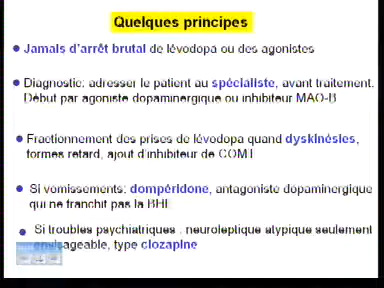 Quelques principes
● Jamais d'arrêt brutal de lévodopa ou des agonistes
● Diagnostic: adresser le patient au spécialiste, avant traitement.
Début par agoniste dopaminergique ou inhibiteur MAO-B
● Fractionnement des prises de lévodopa quand dyskinésies,
formes retard, ajout d'inhibiteur de COMT
● Si vomissements: dompéridone, antagoniste dopaminergique
qui ne franchit pas la BHE
● Si troubles psychiatriques : neuroleptique atypique seulement
envisageable, type clozapine